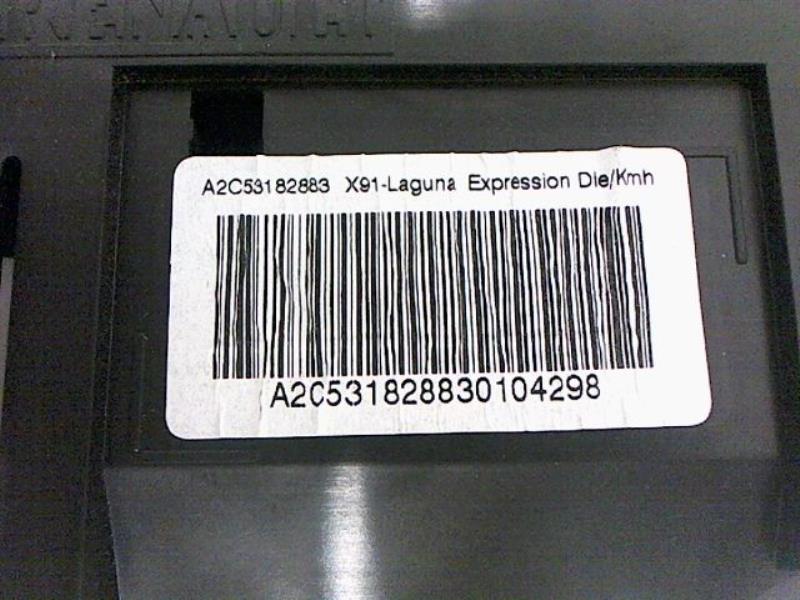 A2C53182883 X91-Laguna Expression Die/Kmh
A2C531828830104298